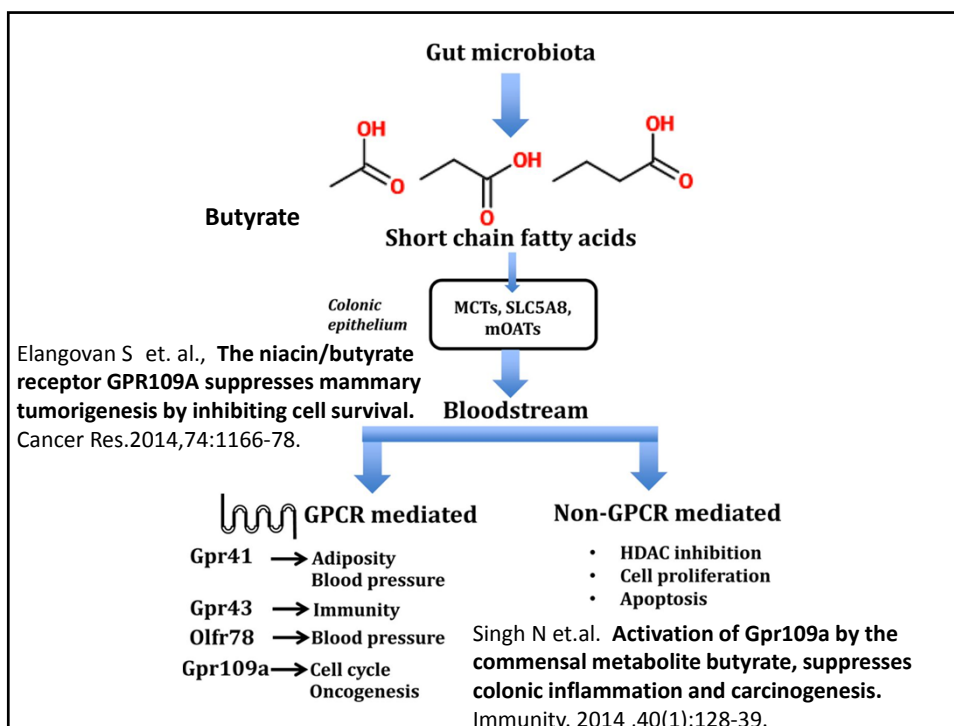 Gut microbiota
OH
O
OH
O
OH
O
Butyrate
Short chain fatty acids
Colonic
epithelium
MCTs, SLC5A8,
mOATs
Elangovan S et. al., The niacin/butyrate
receptor GPR109A suppresses mammary
tumorigenesis by inhibiting cell survival.
Cancer Res.2014,74:1166-78.
Bloodstream
GPCR mediated
Gpr41 Adiposity
Blood pressure
Gpr43 Immunity
Olfr78 Blood pressure
Gpr109a Cell cycle
Oncogenesis
Non-GPCR mediated
• HDAC inhibition
• Cell proliferation
• Apoptosis
Singh N et.al. Activation of Gpr109a by the
commensal metabolite butyrate, suppresses
colonic inflammation and carcinogenesis.
Immunity. 2014 .40(1):128-39.